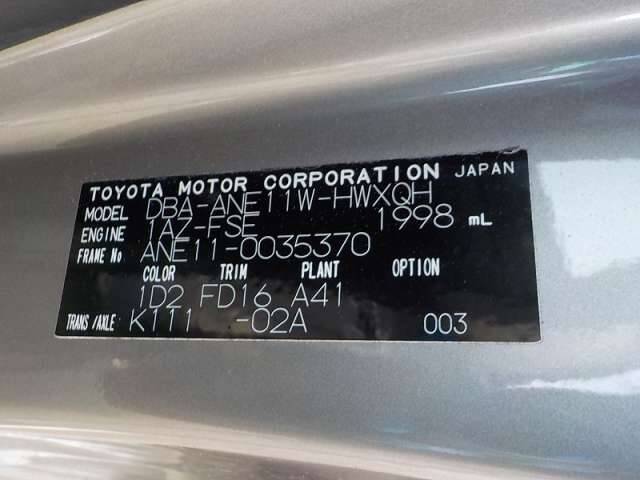 TOYOTA MOTOR CORPORATION JAPAN
MODEL DBA-ANE11W-HWXQH
ENGINE 1AZ-FSE 1998 mL
FRAME No ANE11-0035370
COLOR TRIM PLANT OPTION
1D2 FD16 A41
TRANS/AXLE K111 -02A 003